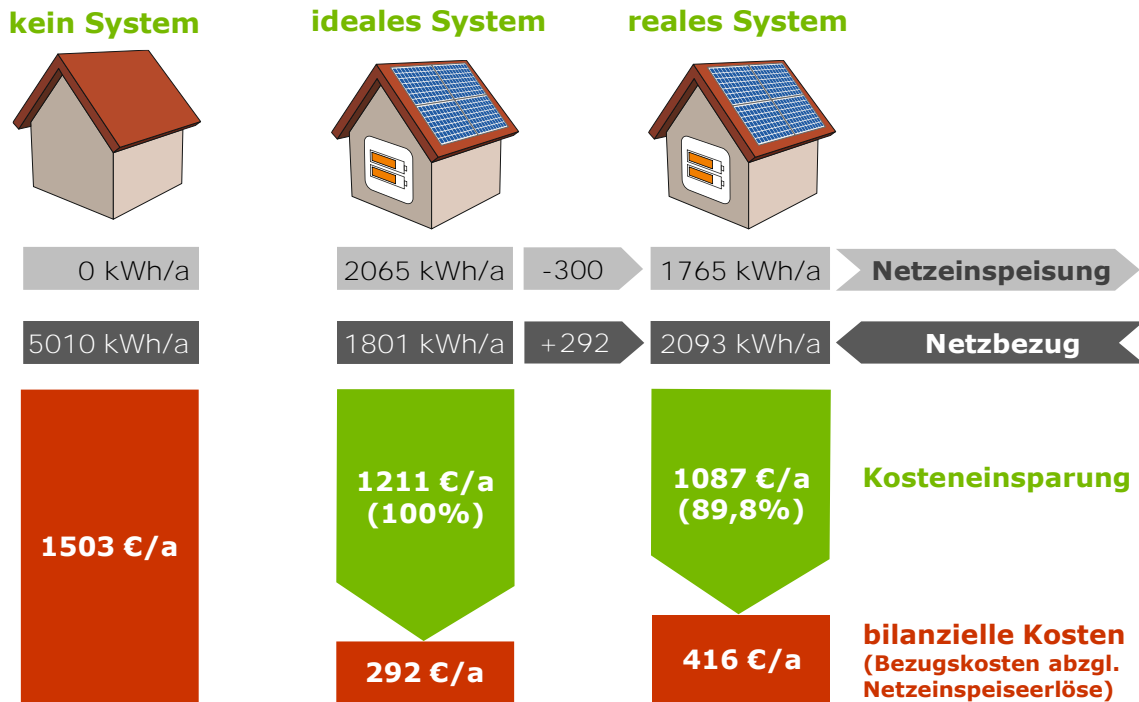 kein System
ideales System
reales System
0 kWh/a
2065 kWh/a
-300
1765 kWh/a
Netzeinspeisung
5010 kWh/a
1801 kWh/a
+292
2093 kWh/a
Netzbezug
1503 €/a
1211 €/a
(100%)
1087 €/a
(89,8%)
Kosteneinsparung
292 €/a
416 €/a
bilanzielle Kosten
(Bezugskosten abzgl.
Netzeinspeiseerlöse)